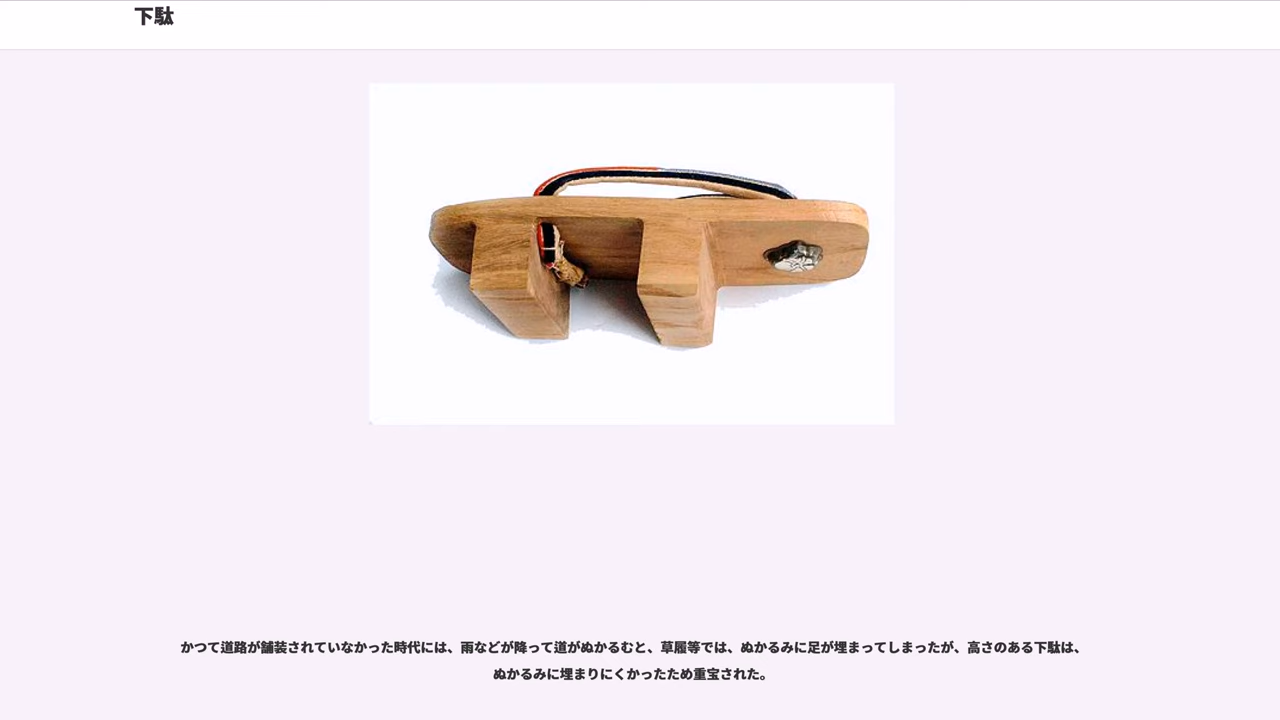 下駄
かつて道路が舗装されていなかった時代には、雨などが降って道がぬかるむと、草履等では、ぬかるみに足が埋まってしまったが、高さのある下駄は、
ぬかるみに埋まりにくかったため重宝された。